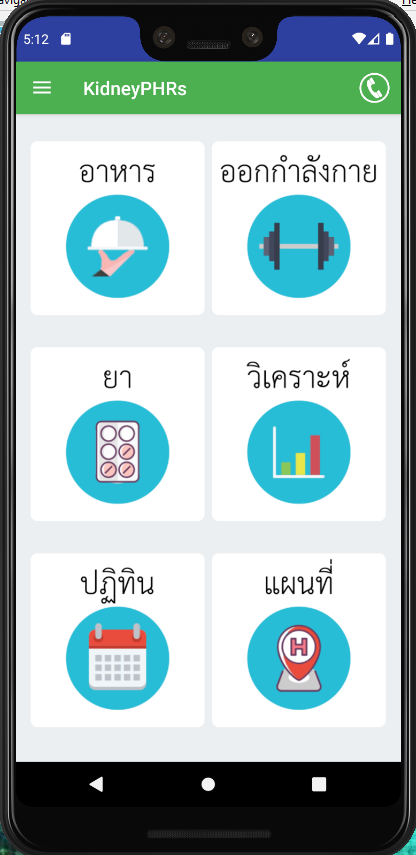 5:12
KidneyPHRs
อาหาร
ออกกำลังกาย
ยา
วิเคราะห์
ปฏิทิน
H
แผนที่